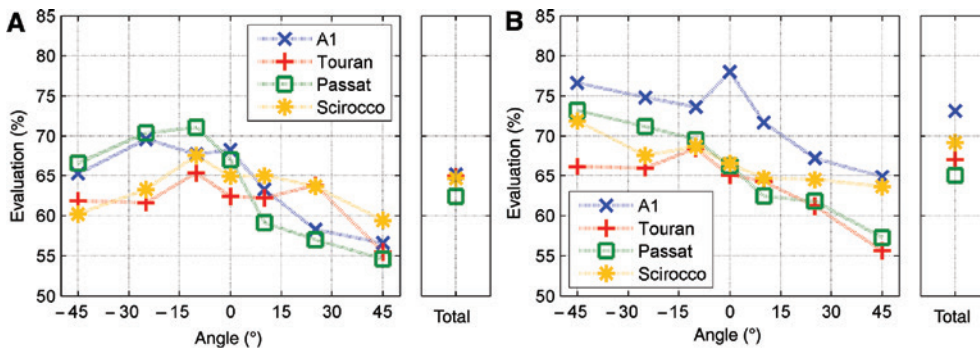 A
Evaluation (%)
85
80
75
70
65
60
55
50
A1
Touran
Passat
Scirocco
−45 −30 −15 0 15 30 45
Angle (°)
Total
B
Evaluation (%)
85
80
75
70
65
60
55
50
A1
Touran
Passat
Scirocco
−45 −30 −15 0 15 30 45
Angle (°)
Total